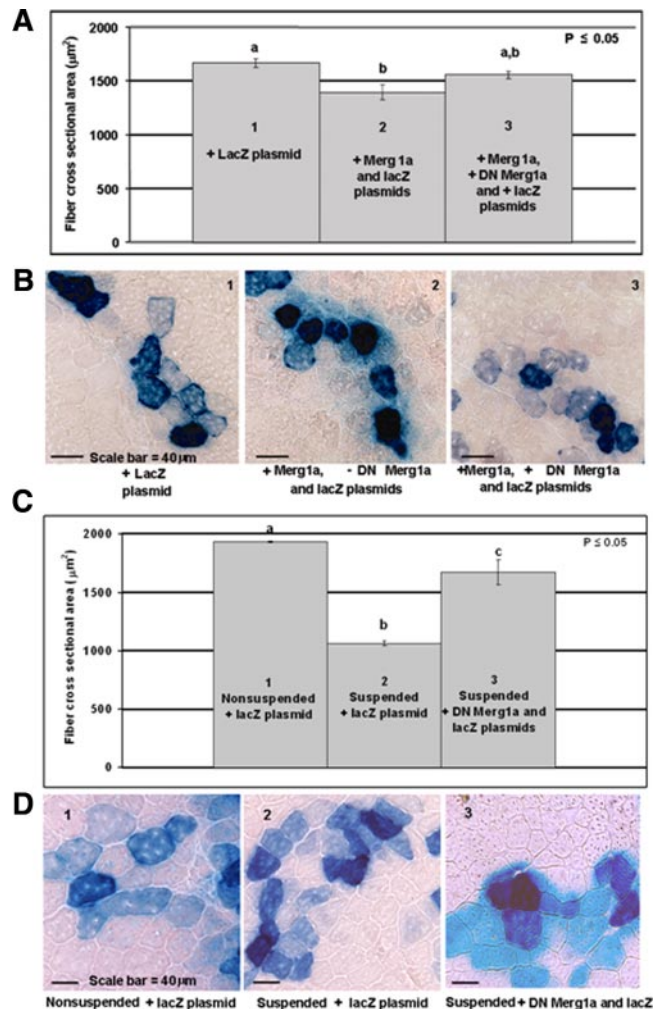 A
Fiber cross sectional area (µm²)
2000
1500
1000
500
0
P ≤ 0.05
a
b
a,b
1
+ LacZ plasmid
2
+ Merg 1a
and lacZ
plasmids
3
+ Merg1a,
+ DN Merg1a
and + lacZ
plasmids
B
1
Scale bar = 40µm
+ LacZ
plasmid
2
+ Merg1a, - DN Merg1a
and lacZ plasmids
3
+Merg1a, + DN Merg1a
and lacZ plasmids
C
Fiber cross sectional area (µm²)
2000
1500
1000
500
0
P ≤ 0.05
a
b
c
1
Nonsuspended
+ lacZ plasmid
2
Suspended
+ lacZ plasmid
3
Suspended
+ DN Merg1a and
lacZ plasmids
D
1
Scale bar = 40µm
Nonsuspended + lacZ plasmid
2
Suspended + lacZ plasmid
3
Suspended + DN Merg1a and lacZ